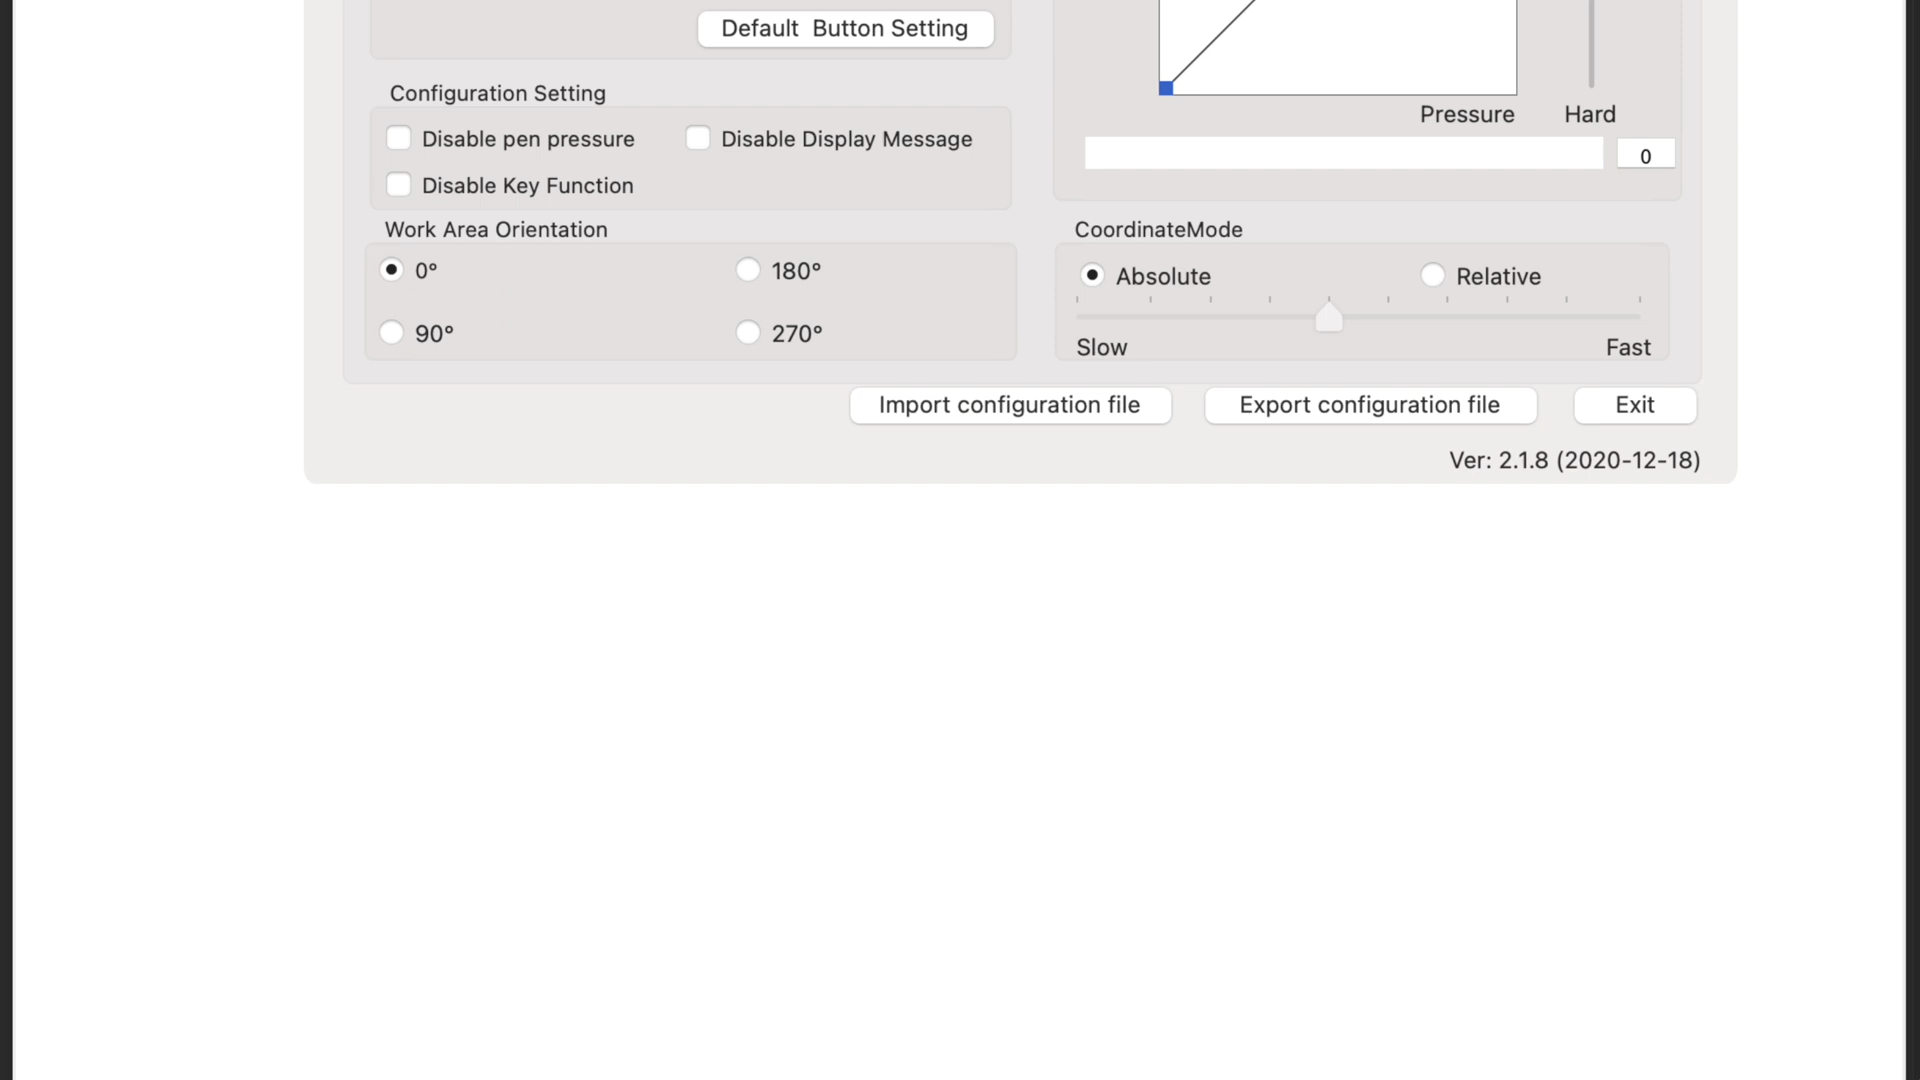 Default  Button Setting
Configuration Setting
Disable pen pressure
Disable Display Message
Disable Key Function
Pressure
Hard
0
Work Area Orientation
0°
180°
90°
270°
CoordinateMode
Absolute
Relative
Slow
Fast
Import configuration file
Export configuration file
Exit
Ver: 2.1.8 (2020-12-18)